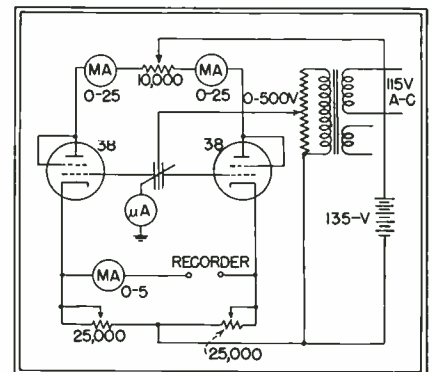 MA
10,000
MA
0-25
0-25
0-500V
115V
A-C
38
38
μA
135-V
MA
RECORDER
0-5
25,000
25,000